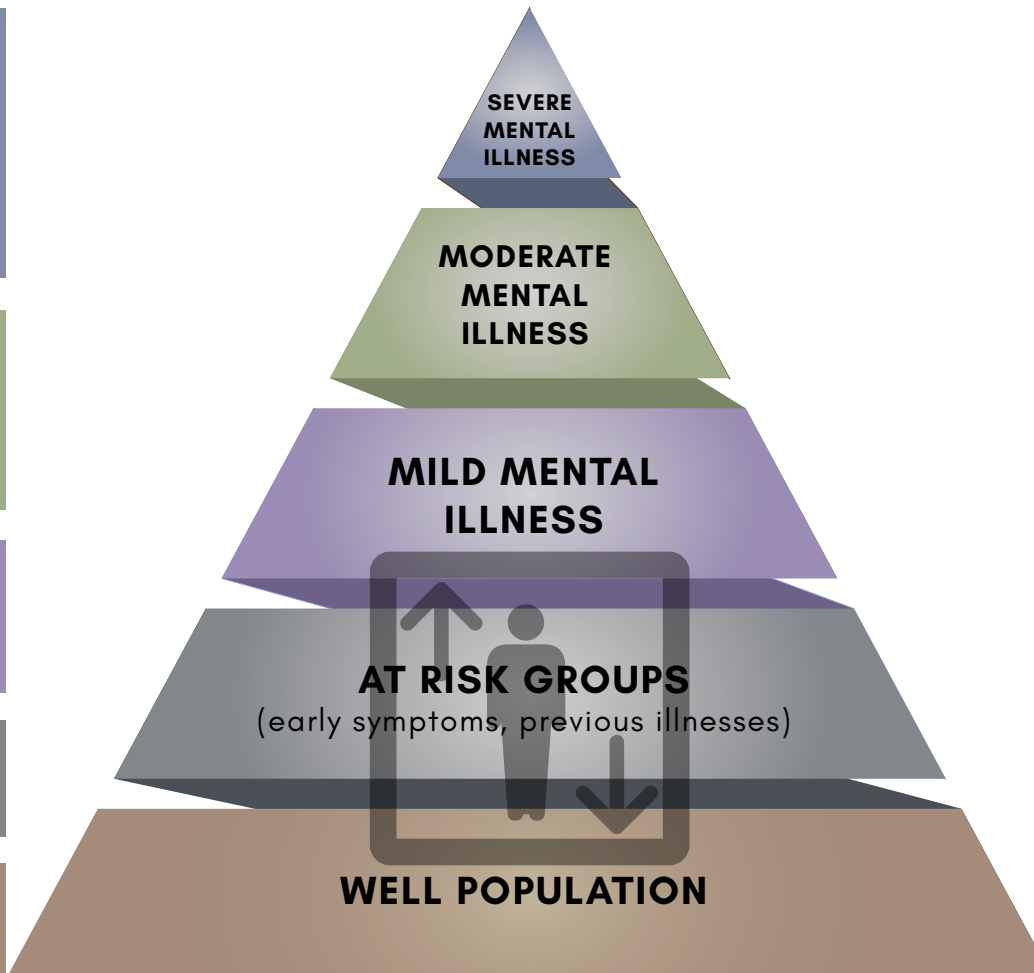 SEVERE
MENTAL
ILLNESS
MODERATE
MENTAL
ILLNESS
MILD MENTAL
ILLNESS
AT RISK GROUPS
(early symptoms, previous illnesses)
WELL POPULATION